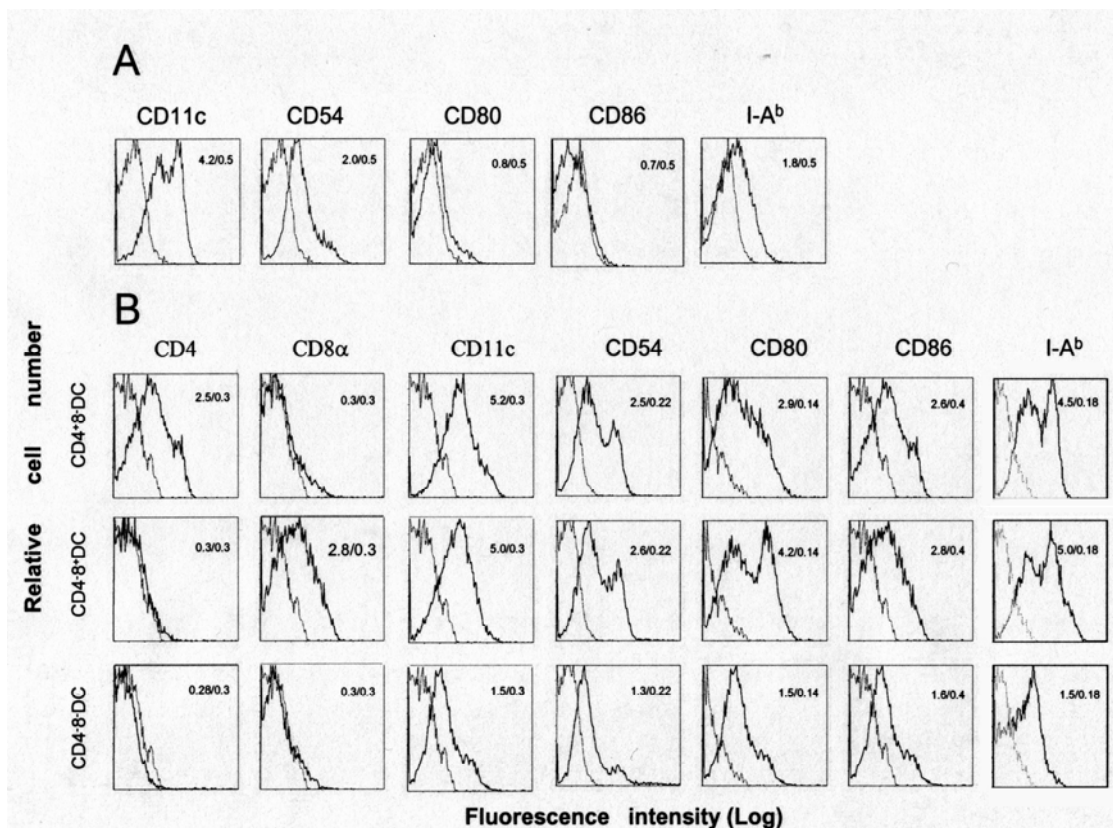 A
CD11c CD54 CD80 CD86 I-Aᵇ
4.2/0.5 2.0/0.5 0.8/0.5 0.7/0.5 1.8/0.5
B
CD4 CD8α CD11c CD54 CD80 CD86 I-Aᵇ
CD4⁺8⁻DC
2.5/0.3 0.3/0.3 5.2/0.3 2.5/0.22 2.9/0.14 2.6/0.4 4.5/0.18
CD4⁻8⁺DC
0.3/0.3 2.8/0.3 5.0/0.3 2.6/0.22 4.2/0.14 2.8/0.4 5.0/0.18
CD4⁻8⁻DC
0.28/0.3 0.3/0.3 1.5/0.3 1.3/0.22 1.5/0.14 1.6/0.4 1.5/0.18
Relative cell number
Fluorescence intensity (Log)